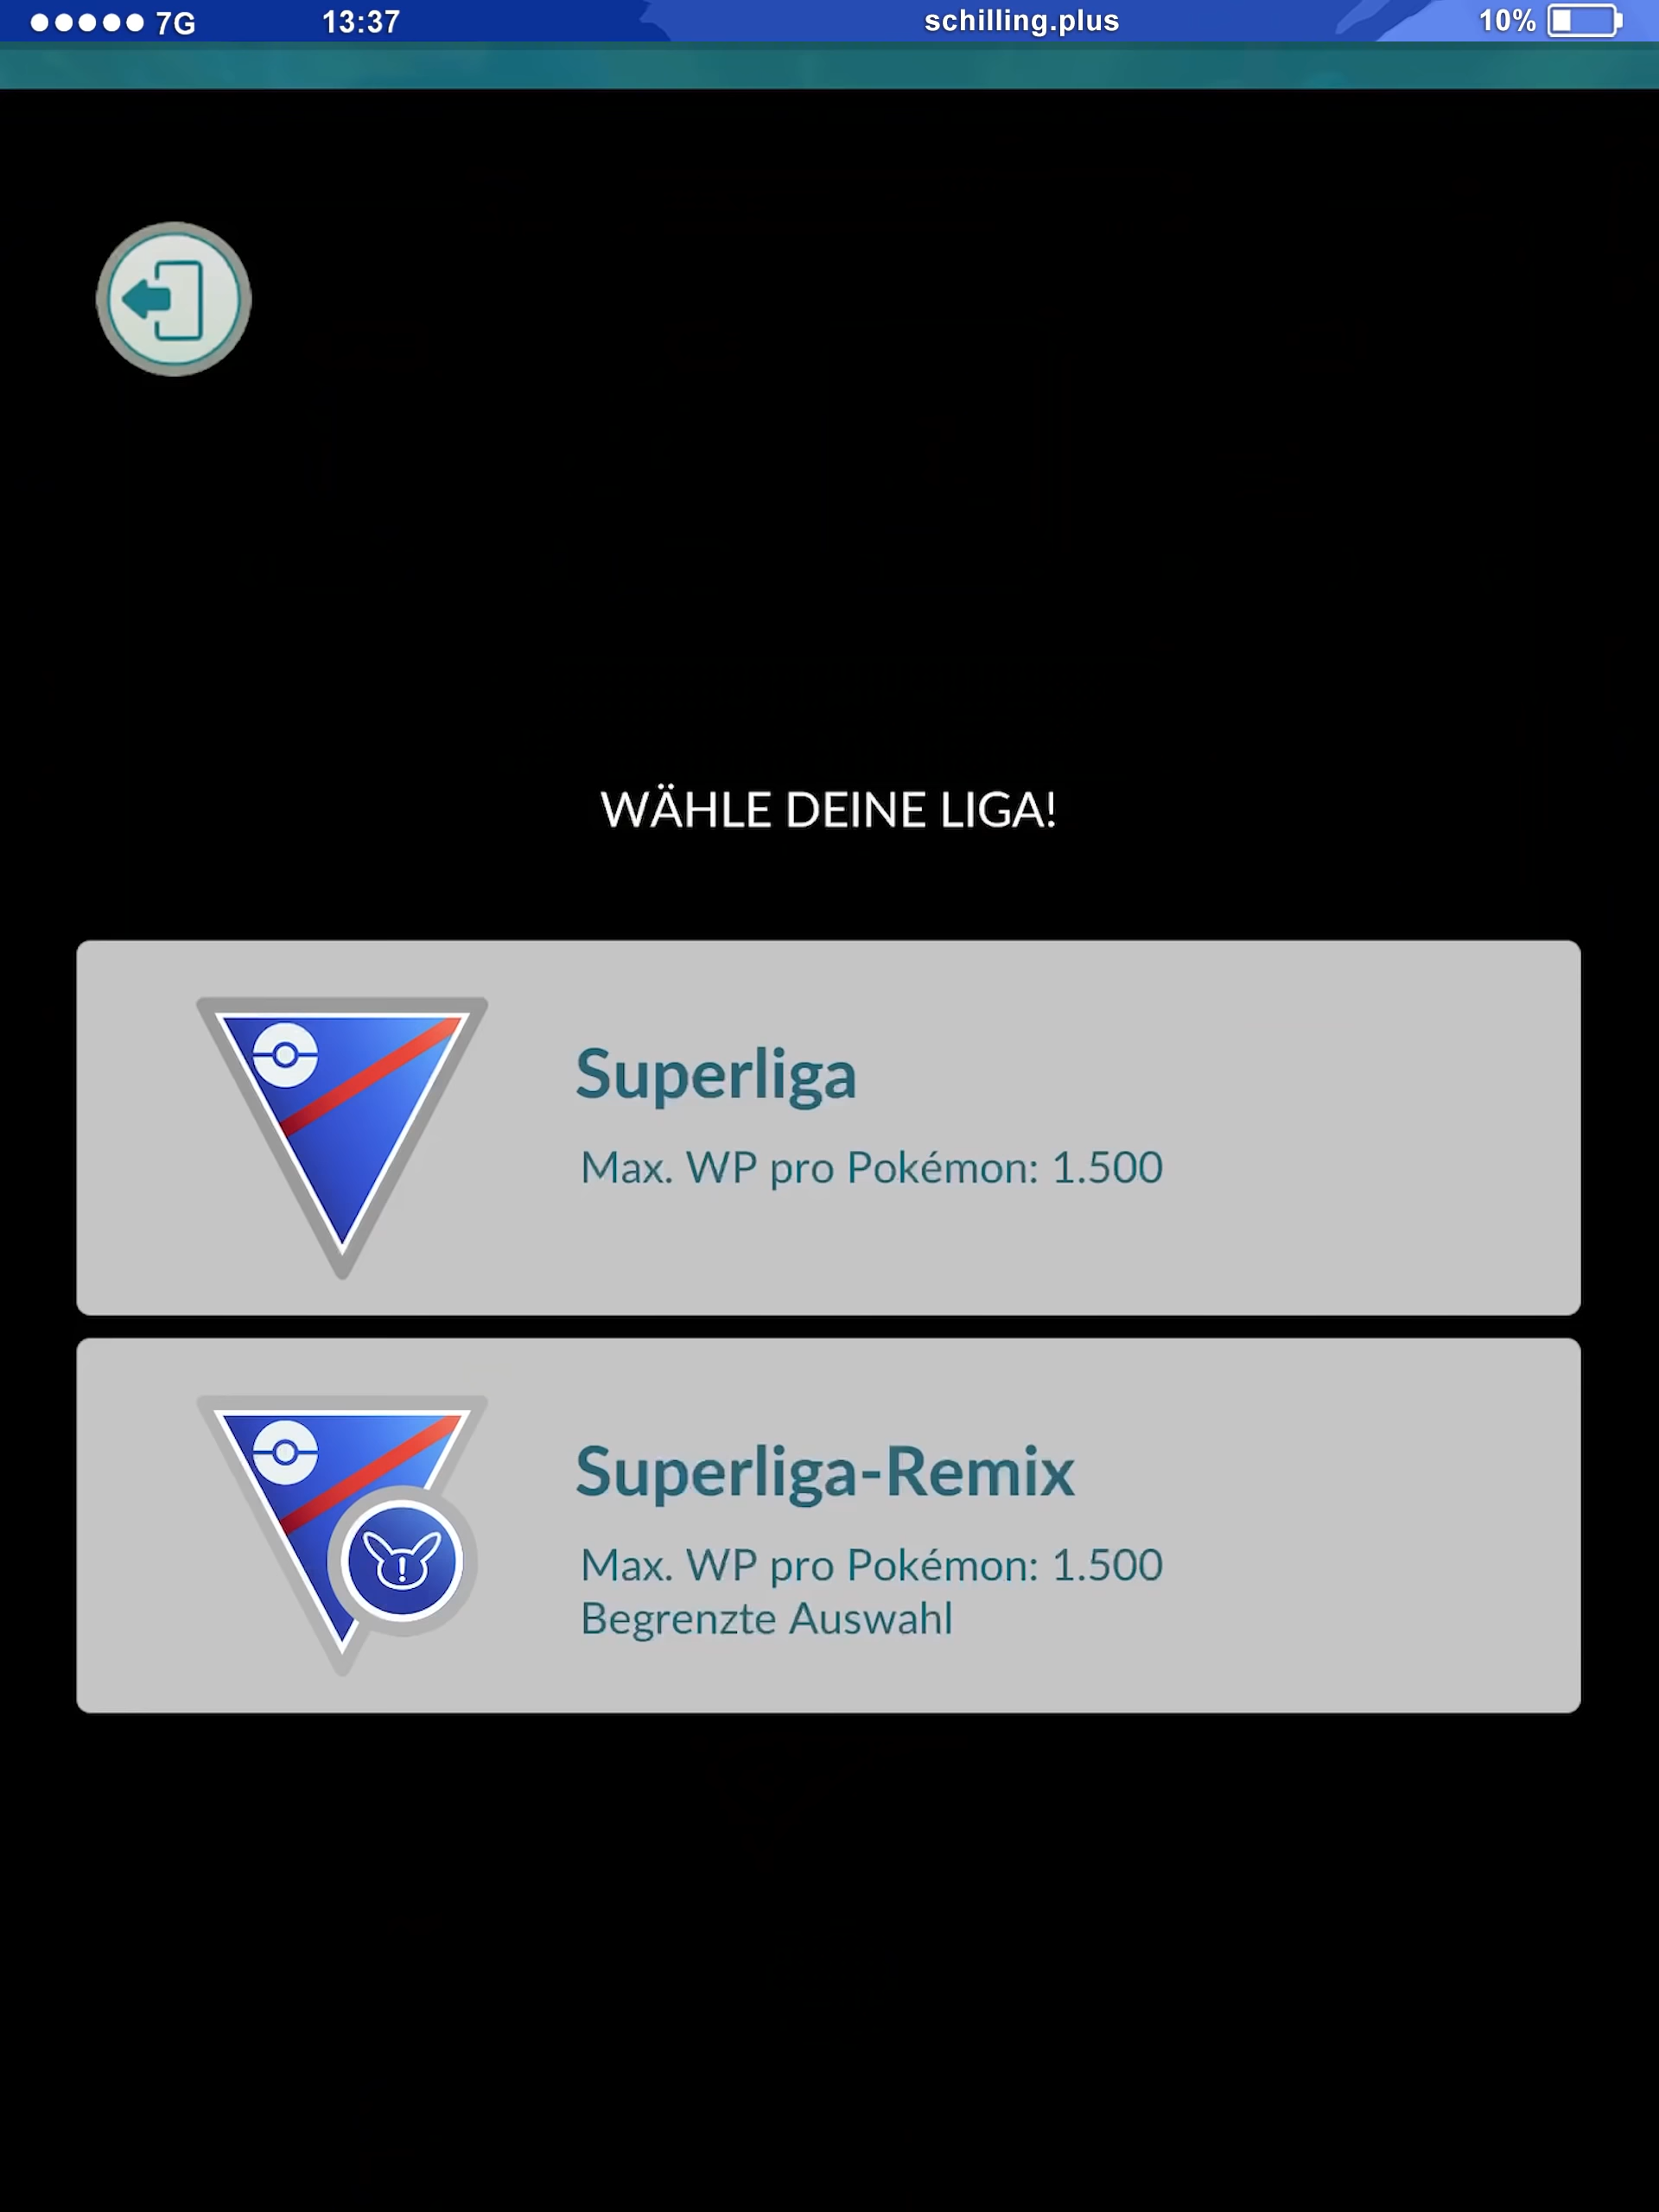 7G 13:37 schilling.plus 10%
WÄHLE DEINE LIGA!
Superliga
Max. WP pro Pokémon: 1.500
Superliga-Remix
Max. WP pro Pokémon: 1.500
Begrenzte Auswahl